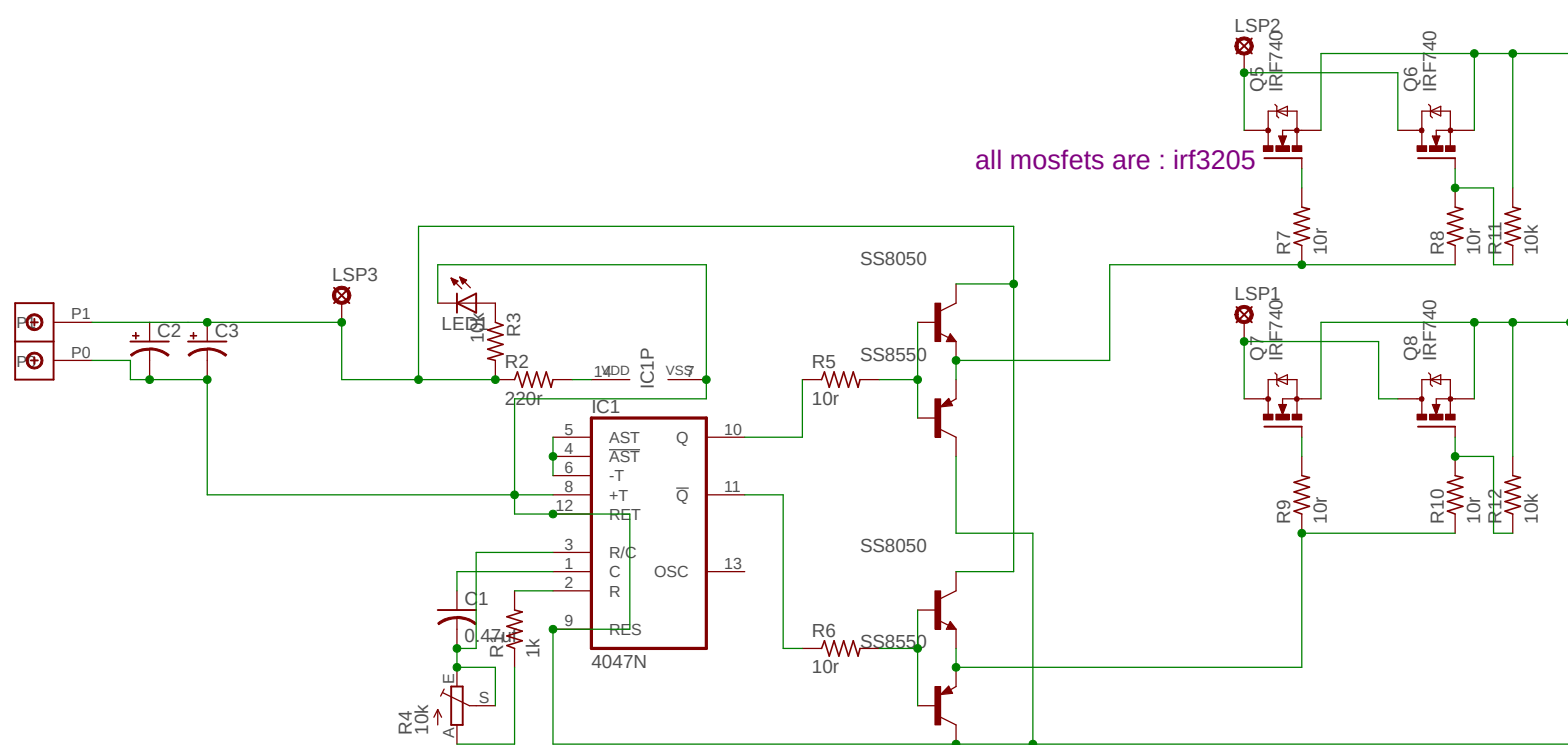 LSP2
Q5
IRF740
Q6
IRF740
all mosfets are : irf3205
R7
10r
R8
10r
R11
10k
SS8050
LSP3
LSP1
Q7
IRF740
Q8
IRF740
P1
P0
C2
C3
LED1
10k
R3
SS8550
R2
220r
14
VDD
IC1P
VSS
7
R5
10r
IC1
5 AST Q 10
4 AST
6 -T
8 +T Q 11
12 RET
3 R/C
1 C OSC 13
2 R
9 RES
4047N
R9
10r
R10
10r
R12
10k
SS8050
C1
0.47u
R1
1k
R6
10r
SS8550
E
S
A
R4
10k